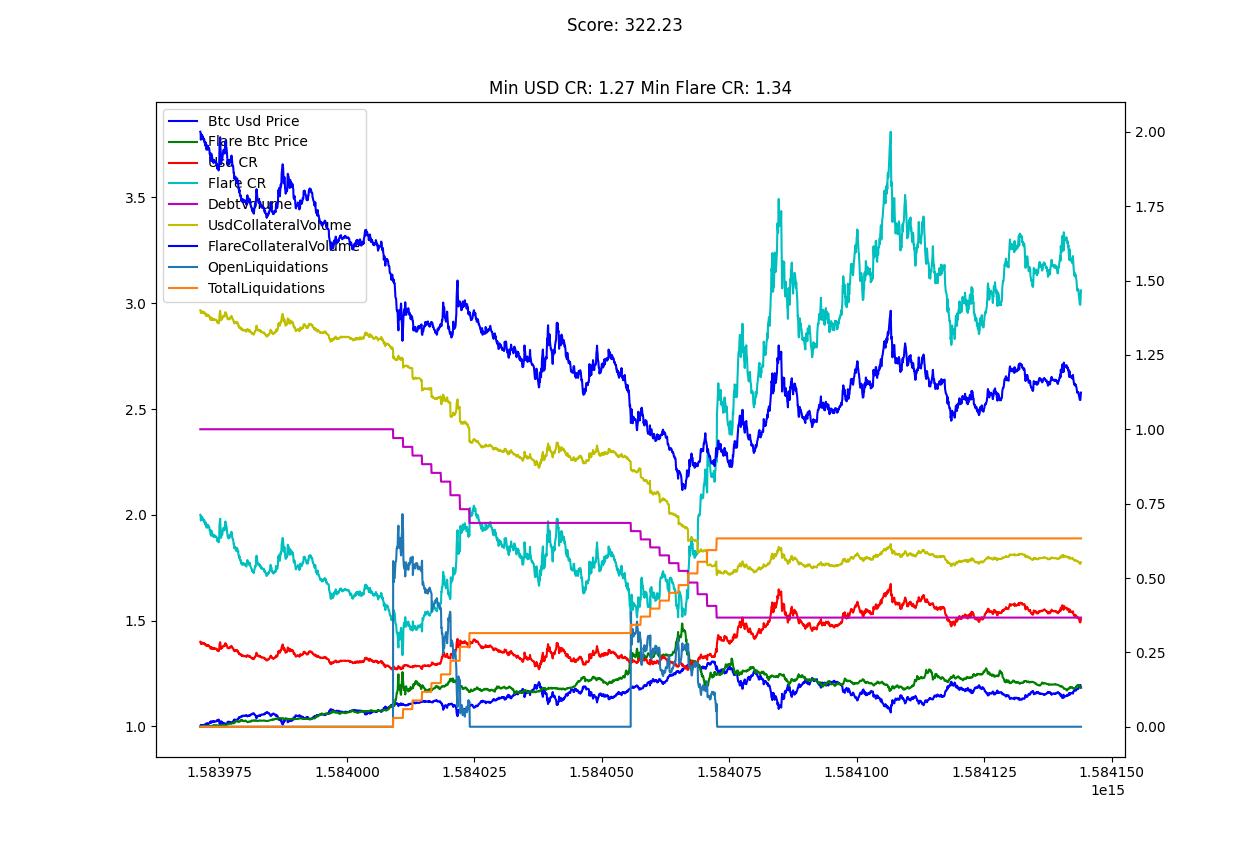 Score: 322.23
Min USD CR: 1.27 Min Flare CR: 1.34
Btc Usd Price
Flare Btc Price
Usd CR
Flare CR
DebtVolume
UsdCollateralVolume
FlareCollateralVolume
OpenLiquidations
TotalLiquidations
3.5
3.0
2.5
2.0
1.5
1.0
2.00
1.75
1.50
1.25
1.00
0.75
0.50
0.25
0.00
1.583975 1.584000 1.584025 1.584050 1.584075 1.584100 1.584125 1.584150
1e15